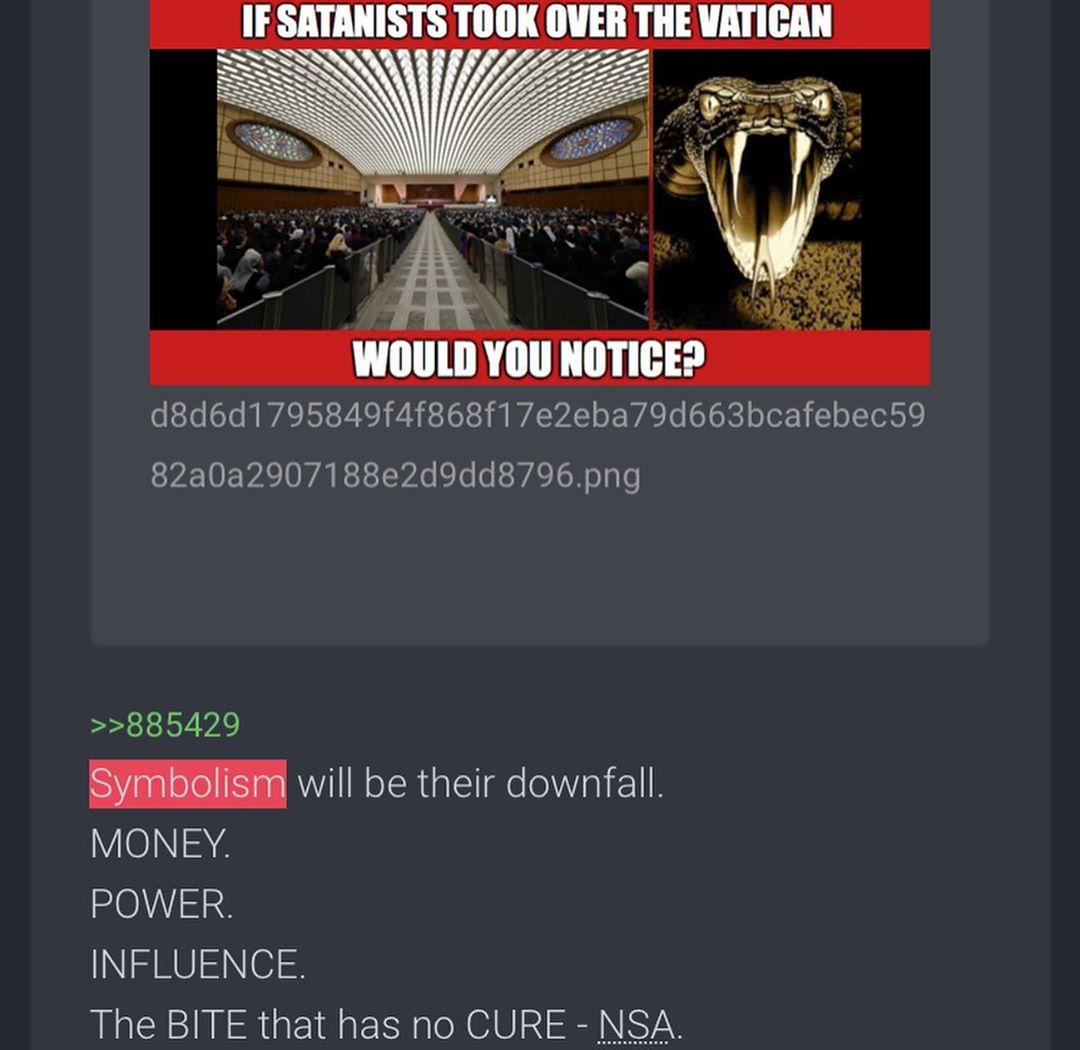 IF SATANISTS TOOK OVER THE VATICAN
WOULD YOU NOTICE?
d8d6d1795849f4f868f17e2eba79d663bcafebec59
82a0a2907188e2d9dd8796.png
>>885429
Symbolism will be their downfall.
MONEY.
POWER.
INFLUENCE.
The BITE that has no CURE - NSA.